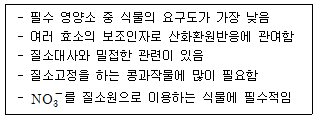 - 필수 영양소 중 식물의 요구도가 가장 낮음
- 여러 효소의 보조인자로 산화환원반응에 관여함
- 질소대사와 밀접한 관련이 있음
- 질소고정을 하는 콩과작물에 많이 필요함
- NO₃⁻를 질소원으로 이용하는 식물에 필수적임